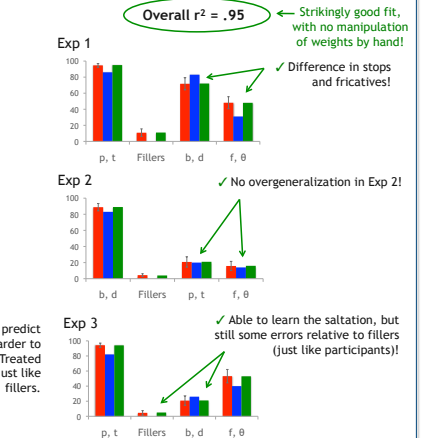 Overall r² = .95
Strikingly good fit,
with no manipulation
of weights by hand!
Exp 1
✓ Difference in stops
and fricatives!
100
80
60
40
20
0
p, t Fillers b, d f, θ
Exp 2
✓ No overgeneralization in Exp 2!
100
80
60
40
20
0
b, d Fillers p, t f, θ
Exp 3
✓ Able to learn the saltation, but
still some errors relative to fillers
(just like participants)!
100
80
60
40
20
0
p, t Fillers b, d f, θ
predict
arder to
Treated
ust like
fillers.